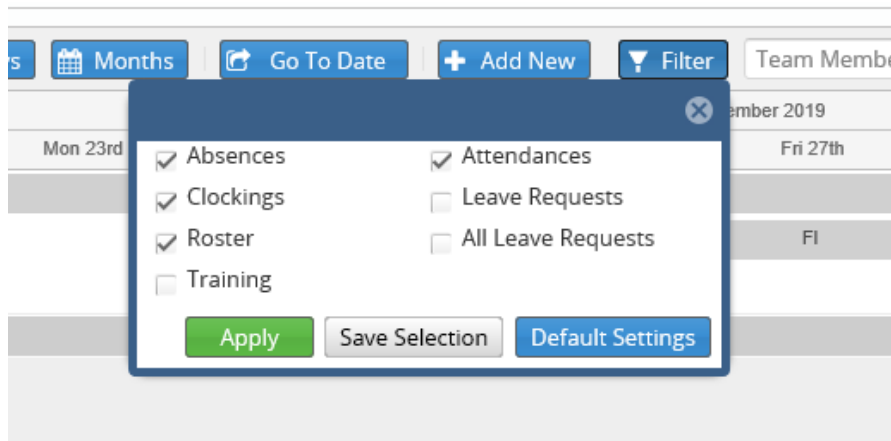 s Months Go To Date Add New Filter Team Membe
ember 2019
Mon 23rd Fri 27th
Absences Attendances
Clockings Leave Requests
Roster All Leave Requests
FI
Training
Apply Save Selection Default Settings